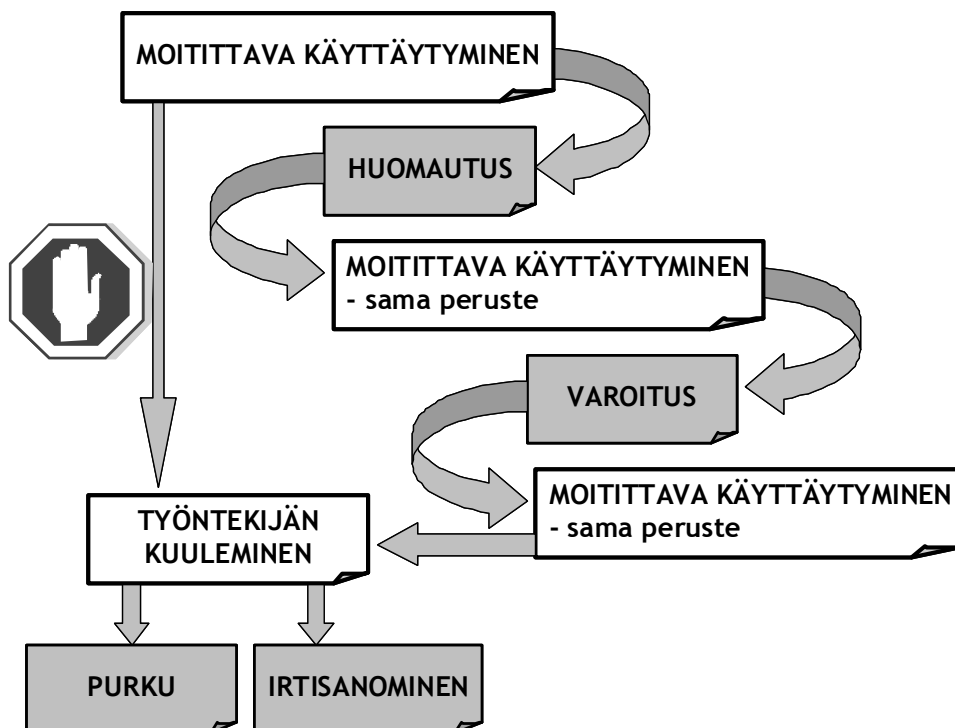 MOITITTAVA KÄYTTÄYTYMINEN
HUOMAUTUS
MOITITTAVA KÄYTTÄYTYMINEN
- sama peruste
VAROITUS
MOITITTAVA KÄYTTÄYTYMINEN
- sama peruste
TYÖNTEKIJÄN
KUULEMINEN
PURKU
IRTISANOMINEN